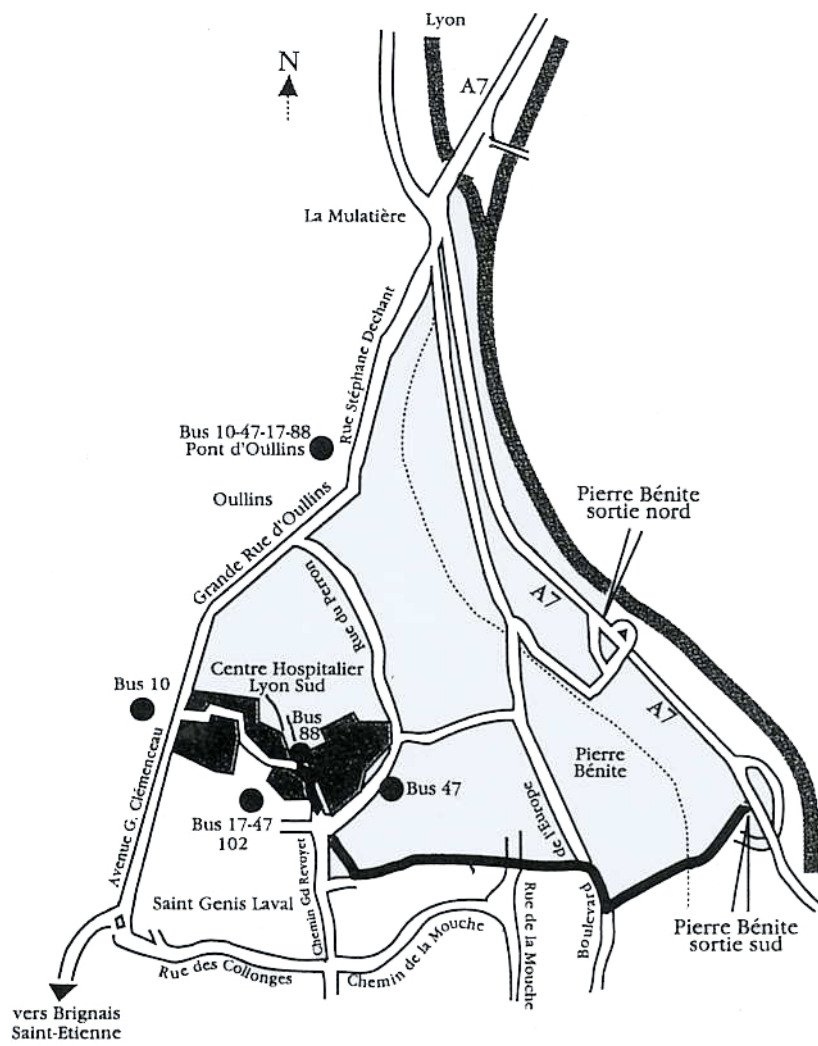 Lyon
N
A7
La Mulatière
Rue Stéphane Dechant
Bus 10-47-17-88
Pont d'Oullins
Oullins
Grande Rue d'Oullins
Pierre Bénite
sortie nord
Rue du Perron
A7
Centre Hospitalier
Lyon Sud
Bus 10
Bus
88
A7
Pierre
Bénite
Bus 47
Avenue G. Clémenceau
Bus 17-47
102
de l'Europe
Boulevard
Chemin Gd Revoyet
Saint Genis Laval
Rue de la Mouche
Pierre Bénite
sortie sud
Rue des Collonges
Chemin de la Mouche
vers Brignais
Saint-Etienne